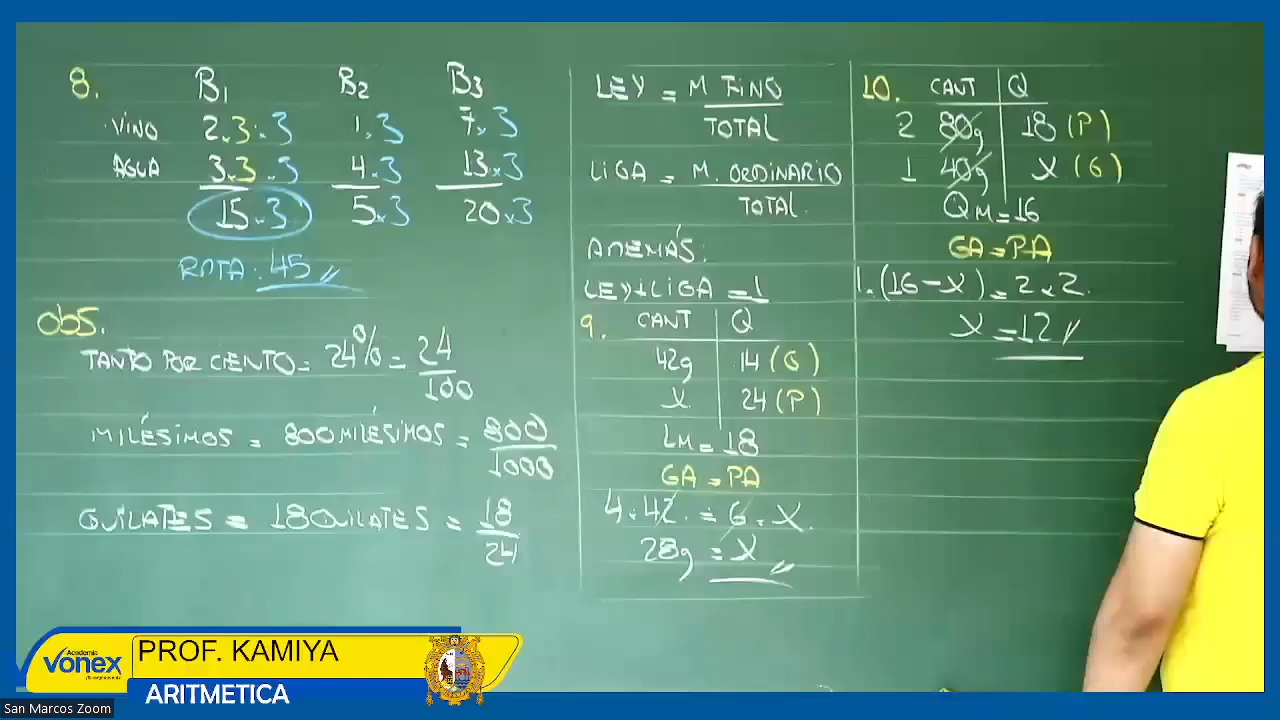 8.
B1 B2 B3
VINO 2.3.3 1.3 7.3
AGUA 3.3.3 4.3 13.3
15.3 5.3 20.3
RPTA: 45
obs.
TANTO POR CIENTO = 24% = 24/100
MILÉSIMOS = 800 MILÉSIMOS = 800/1000
QUILATES = 18 QUILATES = 18/24
LEY = M FINO
TOTAL
LIGA = M. ORDINARIO
TOTAL.
ADEMÁS:
LEY+LIGA = 1
9. CANT Q
42g 14 (G)
x 24 (P)
LM = 18
GA = PA
4.42 = 6.x
28g = x
10. CANT Q
2 80g 18 (P)
1 40g x (G)
QM = 16
GA = PA
1.(16-x) = 2.2
x = 12
Academia
vonex
PROF. KAMIYA
ARITMETICA
San Marcos Zoom